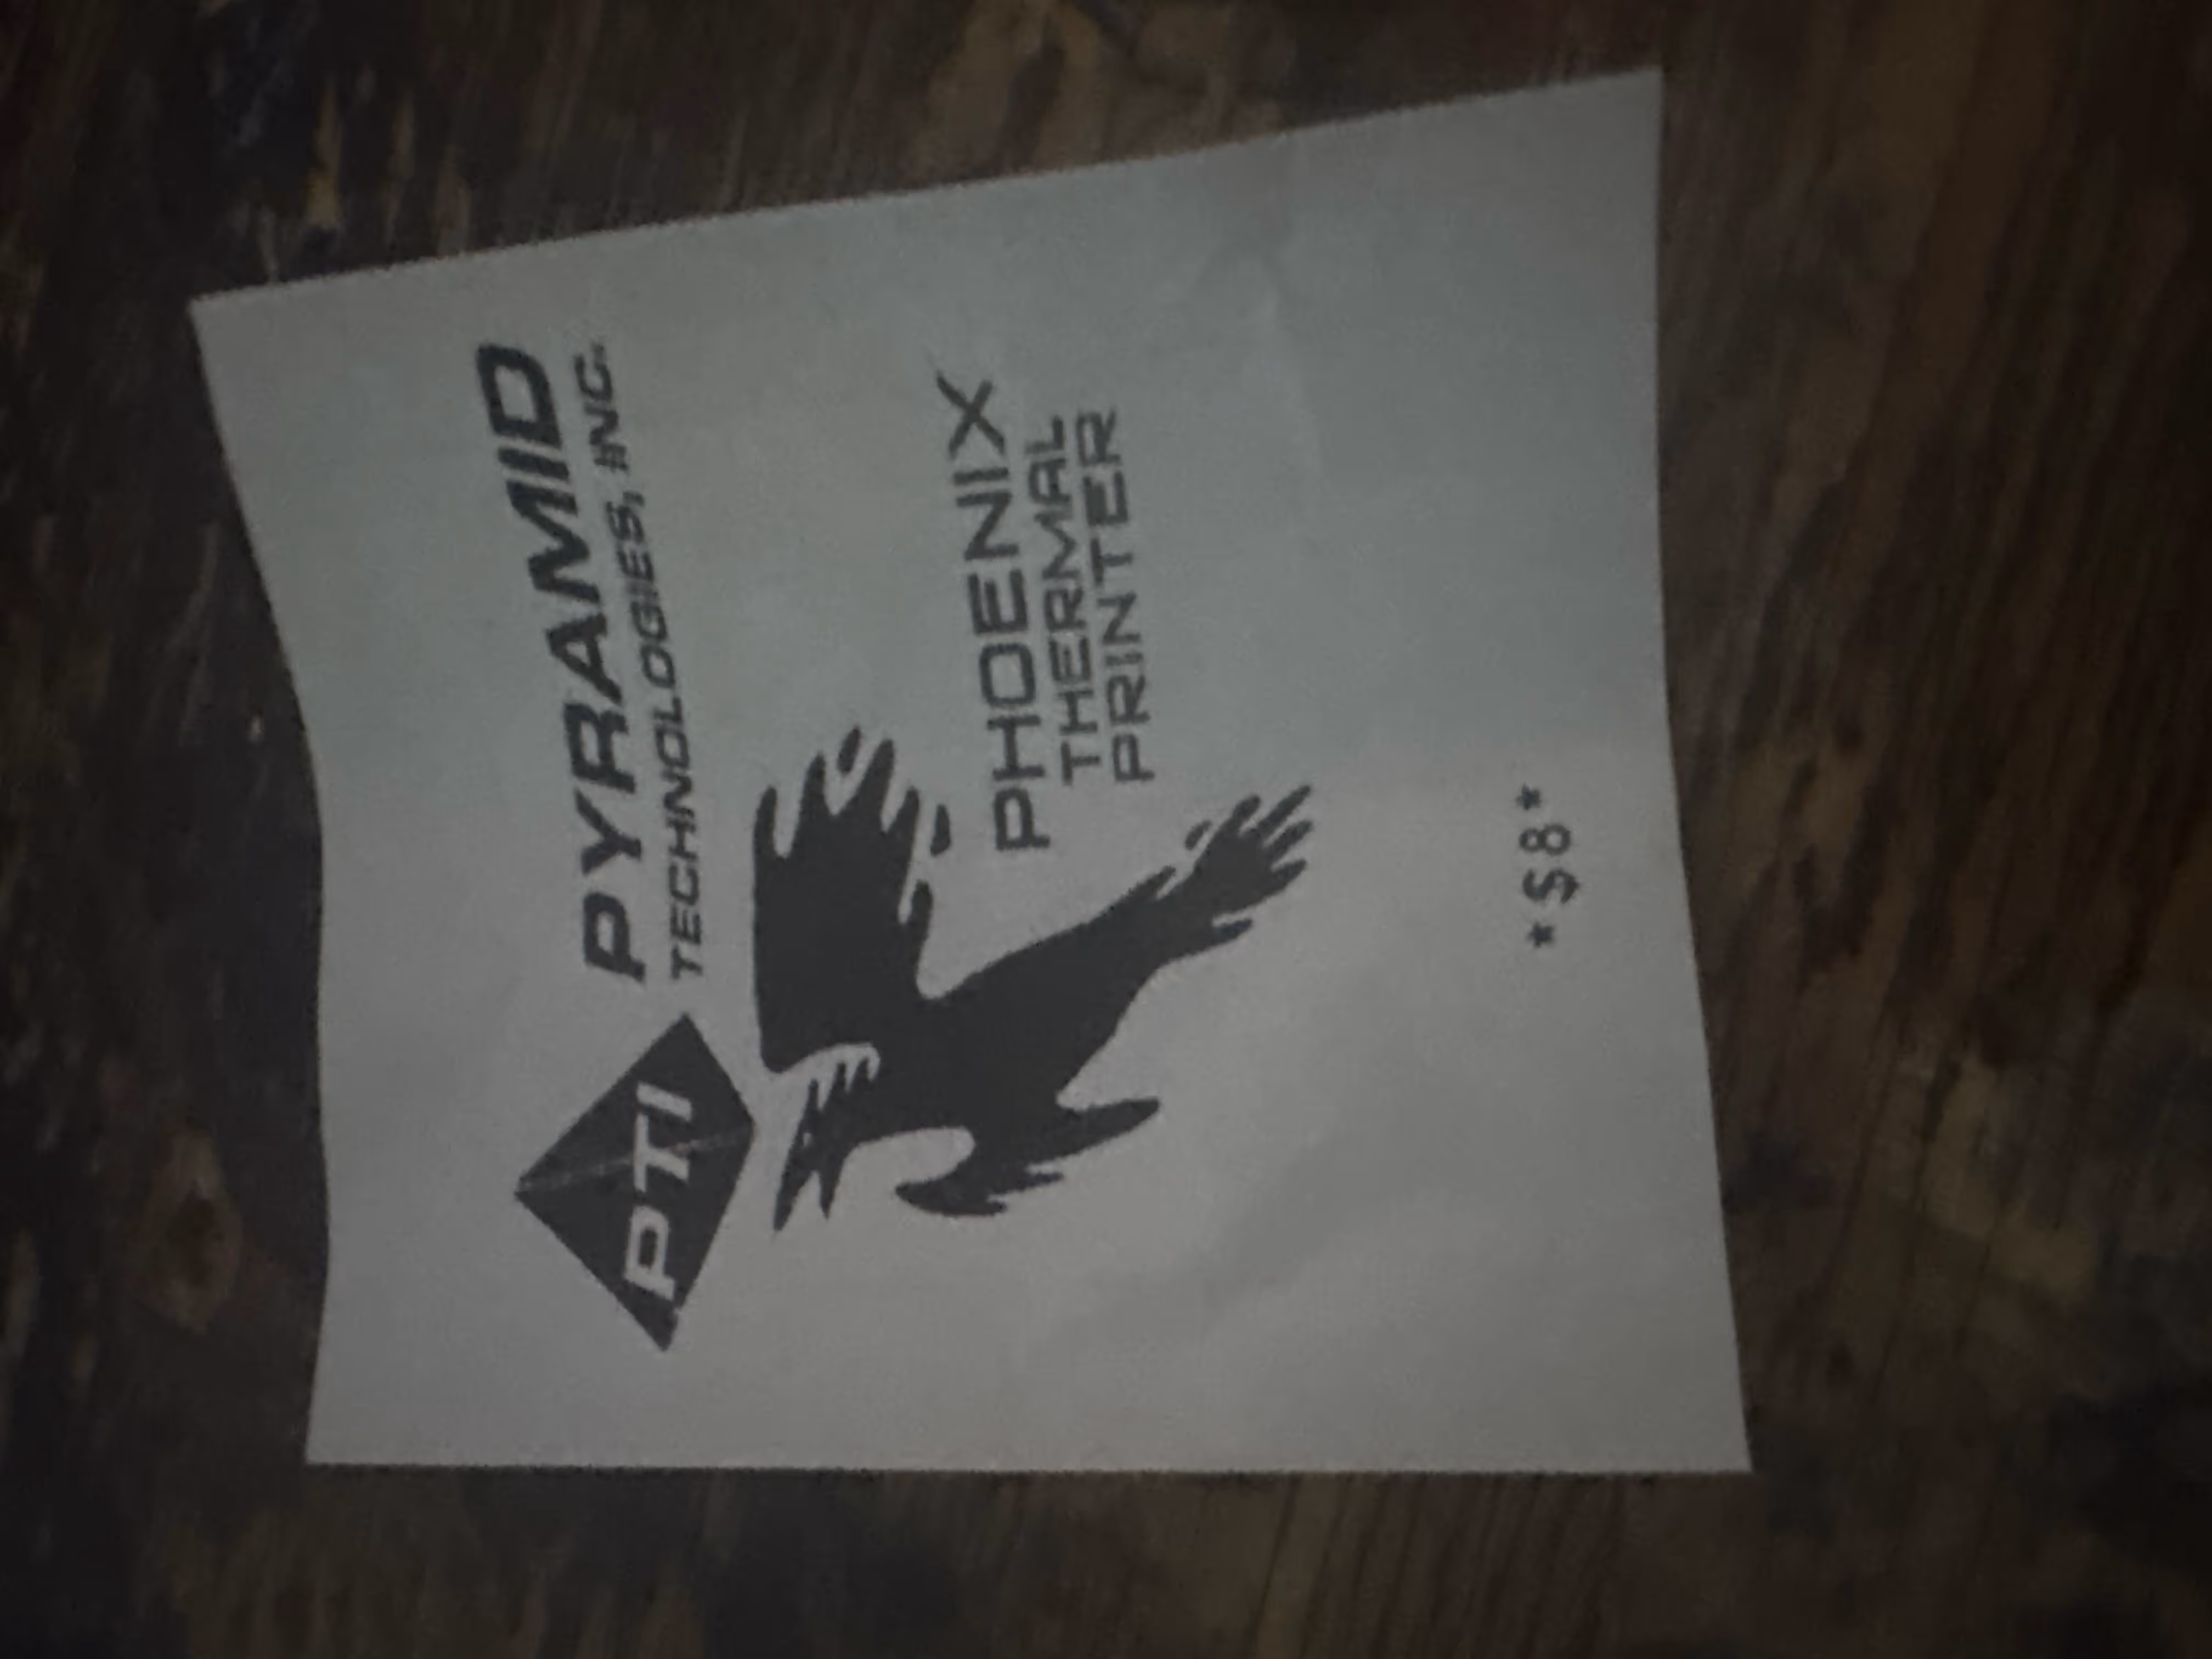 PTI
PYRAMID
TECHNOLOGIES, INC.
PHOENIX
THERMAL
PRINTER
*$8*